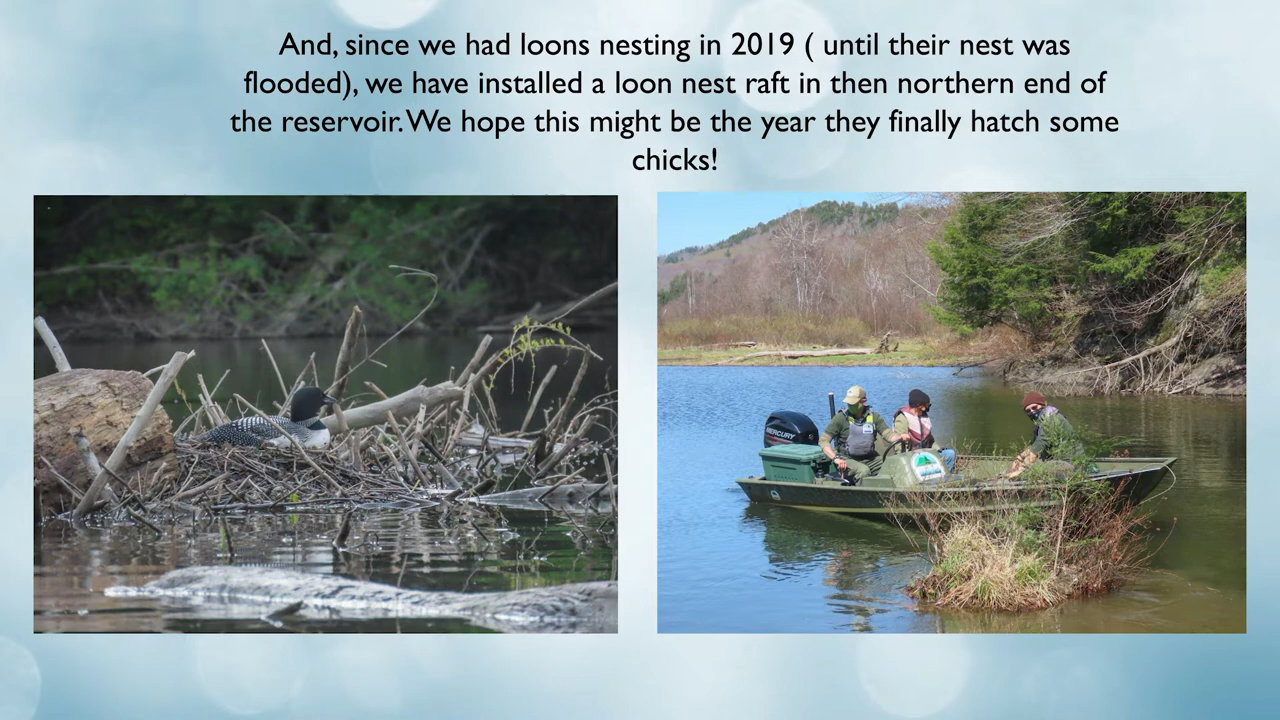 And, since we had loons nesting in 2019 ( until their nest was
flooded), we have installed a loon nest raft in then northern end of
the reservoir. We hope this might be the year they finally hatch some
chicks!
MERCURY